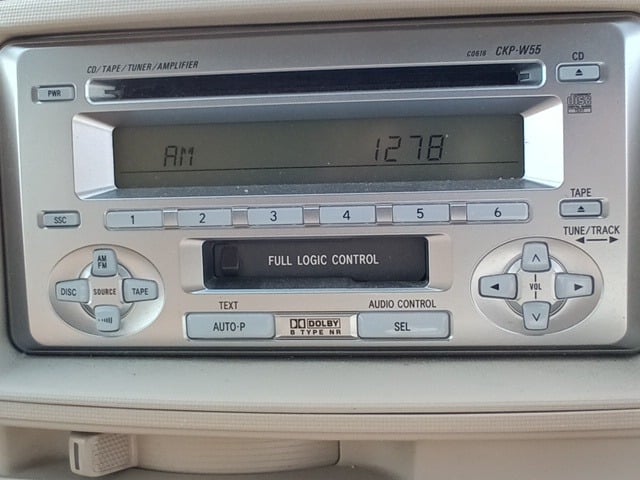 CD/TAPE/TUNER/AMPLIFIER
C0616 CKP-W55
CD
PWR
AM 1278
TAPE
SSC
1 2 3 4 5 6
TUNE/TRACK
AM
FM
FULL LOGIC CONTROL
DISC SOURCE TAPE
VOL
TEXT
AUDIO CONTROL
AUTO·P
DOLBY
B TYPE NR
SEL